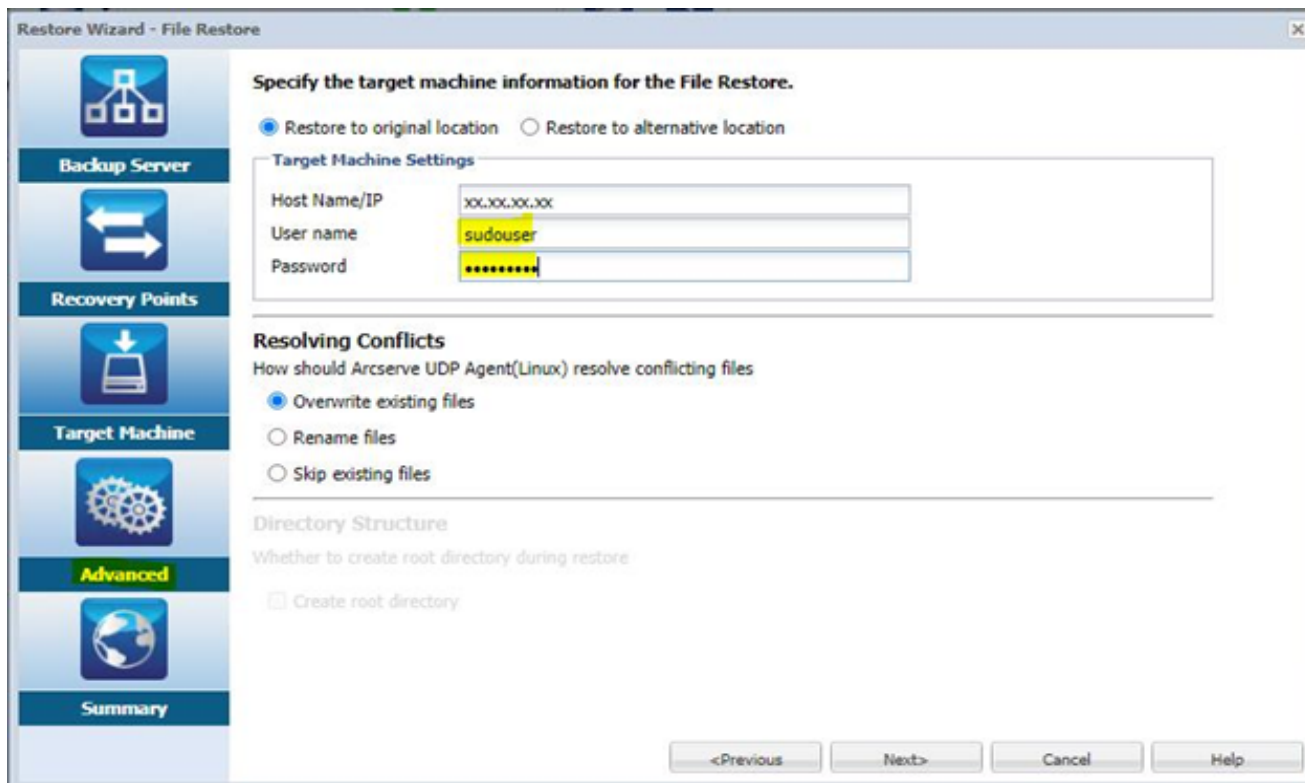 Restore Wizard - File Restore
Backup Server
Recovery Points
Target Machine
Advanced
Summary
Specify the target machine information for the File Restore.
Restore to original location Restore to alternative location
Target Machine Settings
Host Name/IP xx.xx.xx.xx
User name sudouser
Password •••••••••
Resolving Conflicts
How should Arcserve UDP Agent(Linux) resolve conflicting files
Overwrite existing files
Rename files
Skip existing files
Directory Structure
Whether to create root directory during restore
Create root directory
<Previous Next> Cancel Help